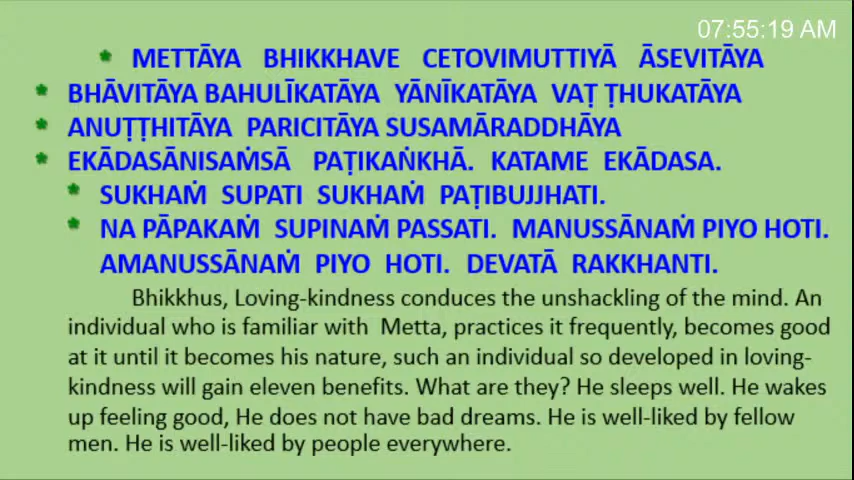 07:55:19 AM
METTĀYA BHIKKHAVE CETOVIMUTTIYĀ ĀSEVITĀYA
BHĀVITĀYA BAHULĪKATĀYA YĀNĪKATĀYA VAṬ ṬHUKATĀYA
ANUṬṬHITĀYA PARICITĀYA SUSAMĀRADDHĀYA
EKĀDASĀNISAṀSĀ PAṬIKAṄKHĀ. KATAME EKĀDASA.
SUKHAṀ SUPATI SUKHAṀ PAṬIBUJJHATI.
NA PĀPAKAṀ SUPINAṀ PASSATI. MANUSSĀNAṀ PIYO HOTI.
AMANUSSĀNAṀ PIYO HOTI. DEVATĀ RAKKHANTI.
Bhikkhus, Loving-kindness conduces the unshackling of the mind. An
individual who is familiar with Metta, practices it frequently, becomes good
at it until it becomes his nature, such an individual so developed in loving-
kindness will gain eleven benefits. What are they? He sleeps well. He wakes
up feeling good, He does not have bad dreams. He is well-liked by fellow
men. He is well-liked by people everywhere.